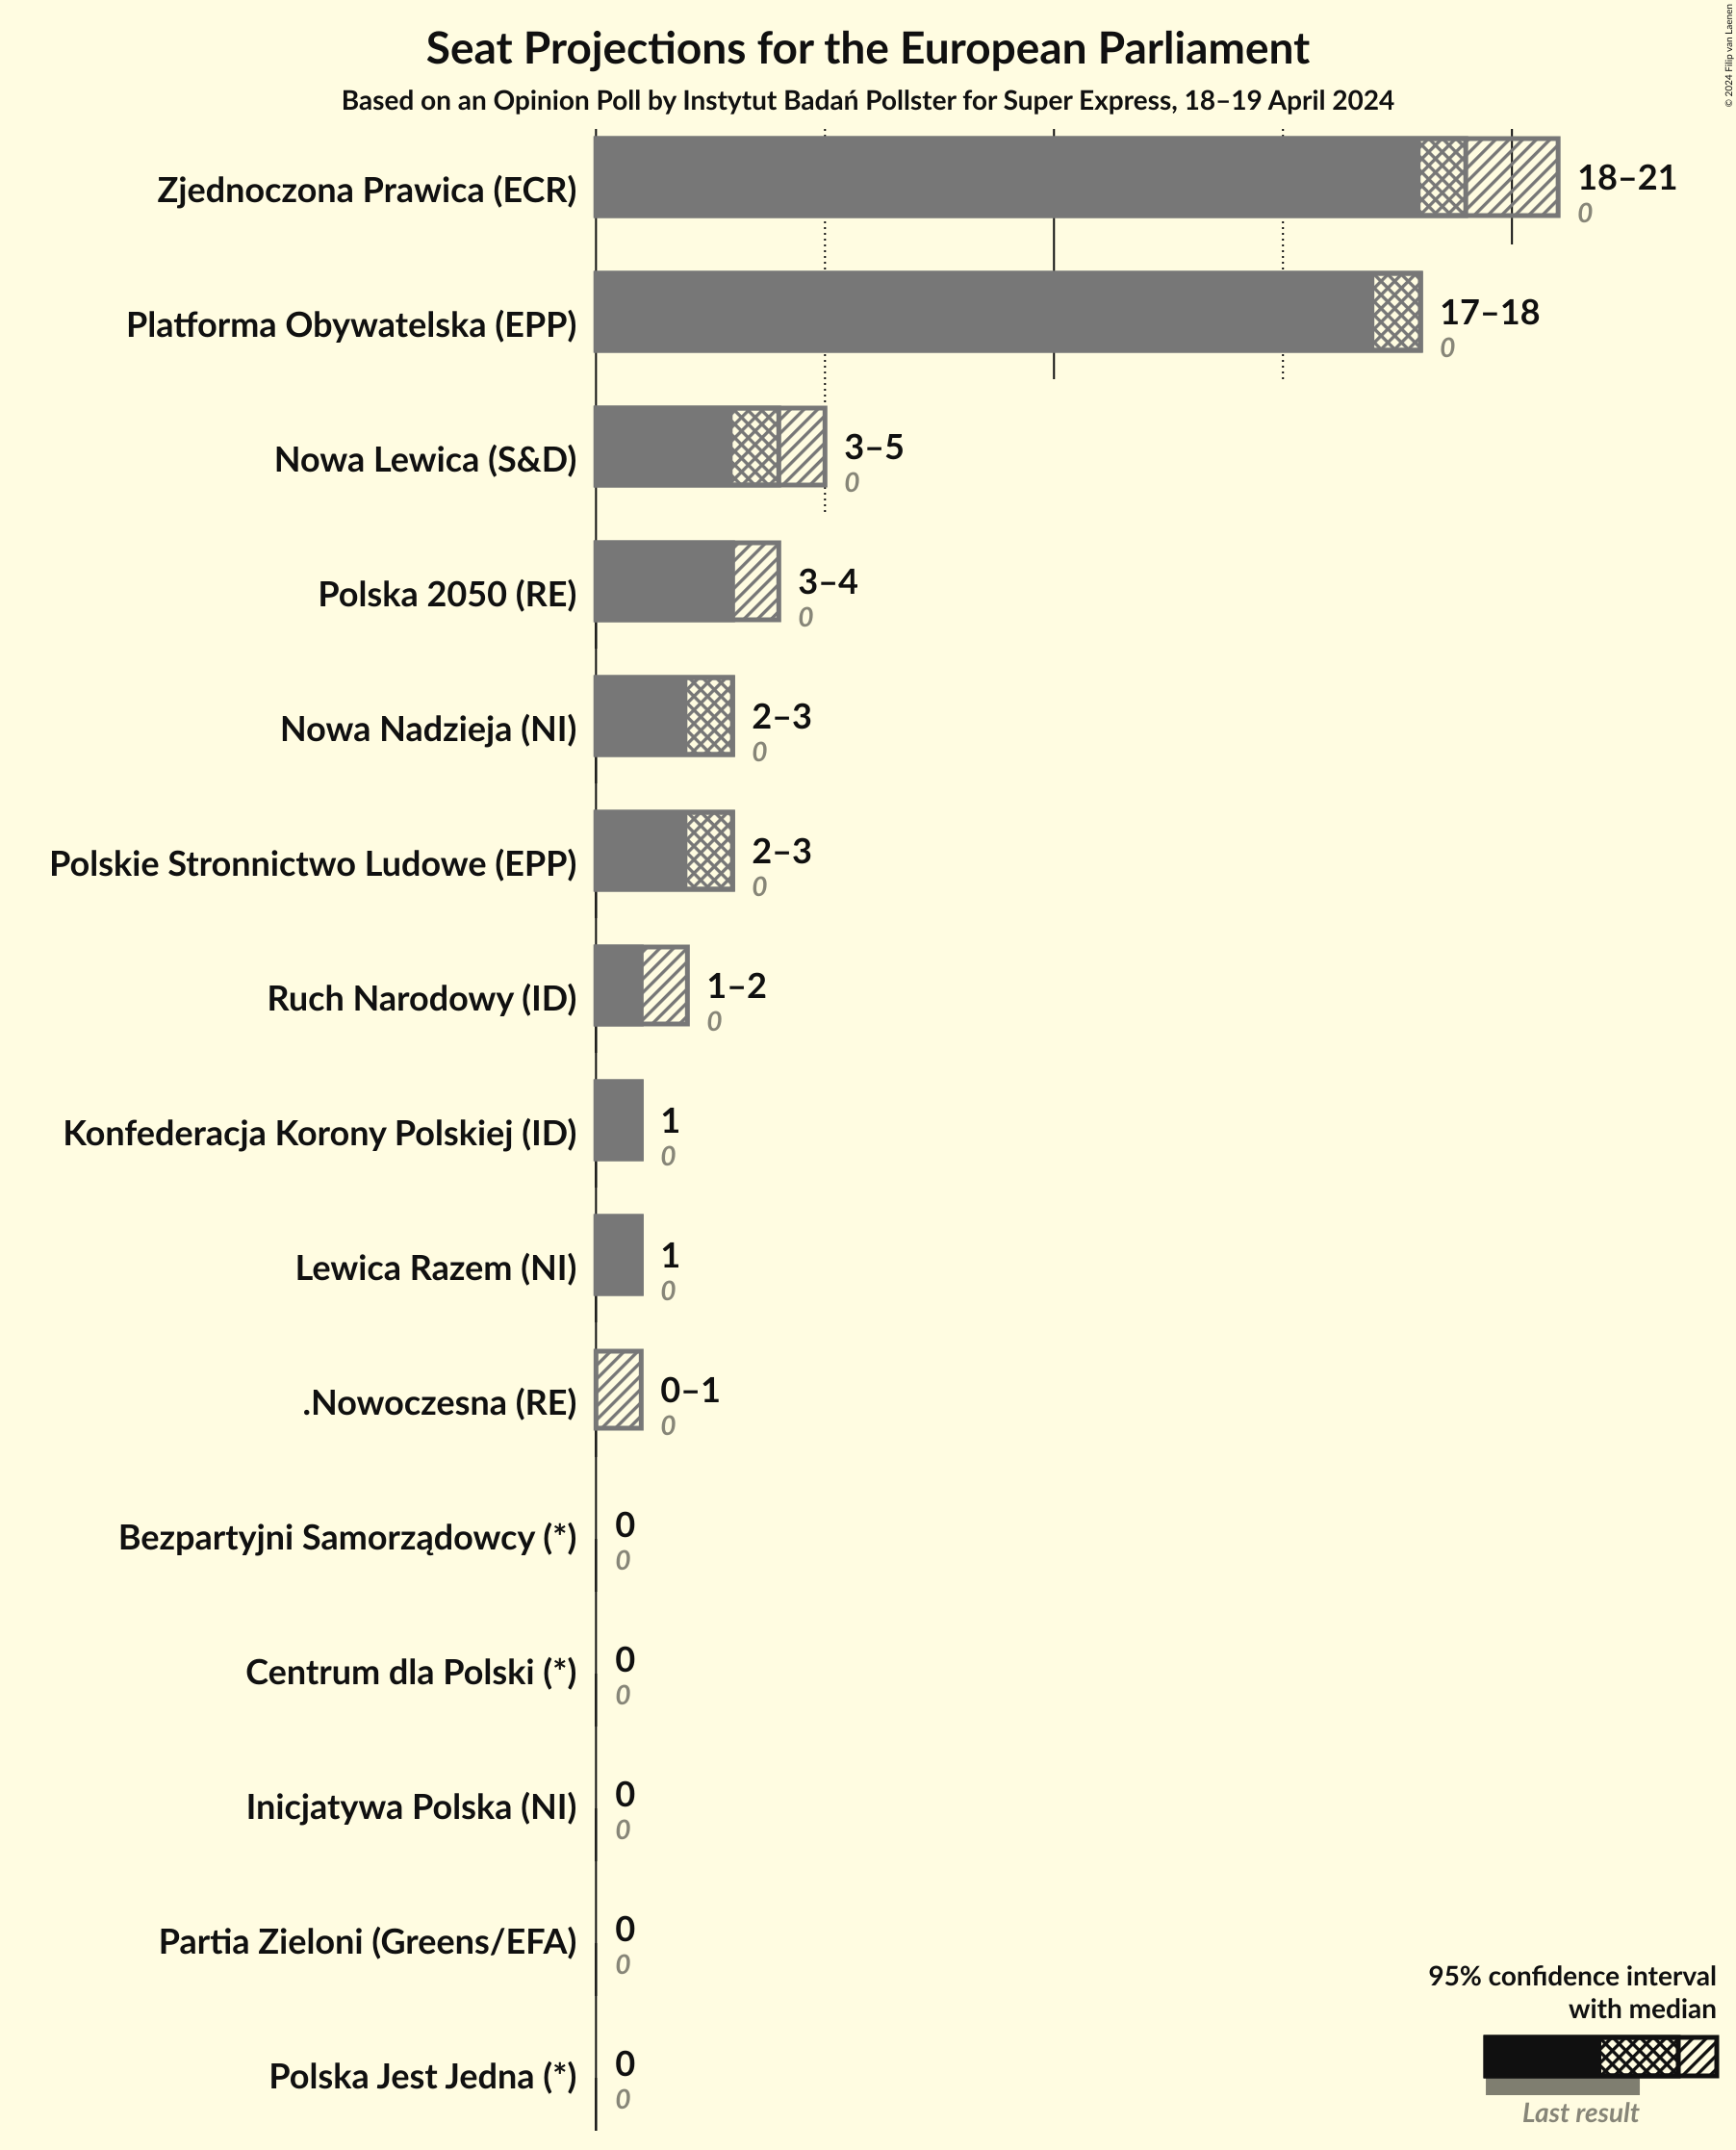 Seat Projections for the European Parliament
Based on an Opinion Poll by Instytut Badań Pollster for Super Express, 18–19 April 2024
© 2024 Filip van Laenen
Zjednoczona Prawica (ECR)
18–21
0
Platforma Obywatelska (EPP)
17–18
0
Nowa Lewica (S&D)
3–5
0
Polska 2050 (RE)
3–4
0
Nowa Nadzieja (NI)
2–3
0
Polskie Stronnictwo Ludowe (EPP)
2–3
0
Ruch Narodowy (ID)
1–2
0
Konfederacja Korony Polskiej (ID)
1
0
Lewica Razem (NI)
1
0
.Nowoczesna (RE)
0–1
0
Bezpartyjni Samorządowcy (*)
0
0
Centrum dla Polski (*)
0
0
Inicjatywa Polska (NI)
0
0
Partia Zieloni (Greens/EFA)
0
0
Polska Jest Jedna (*)
0
0
95% confidence interval
with median
Last result